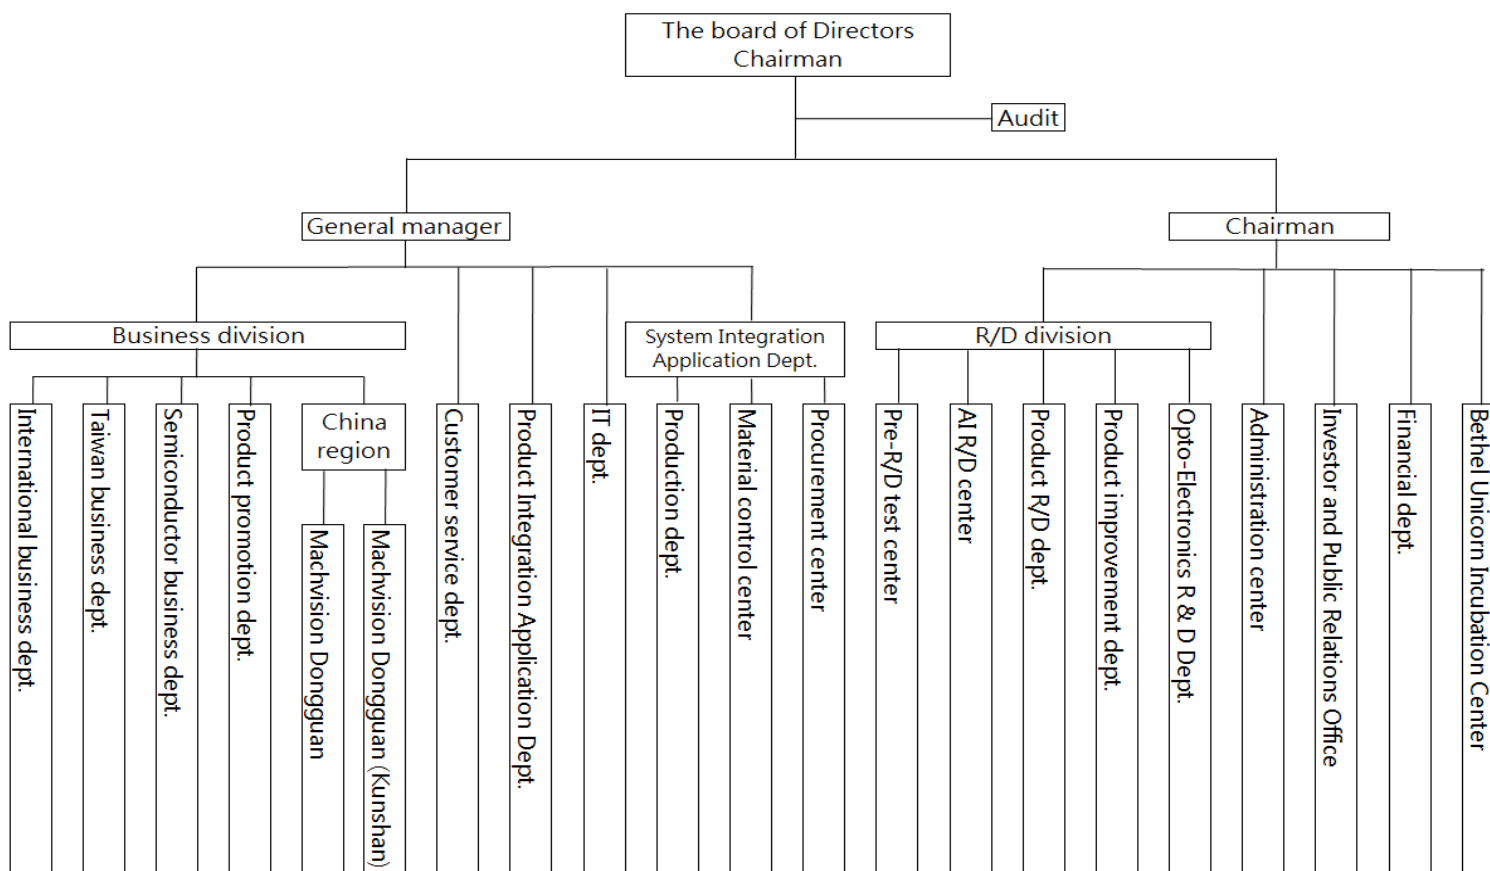 The board of Directors
Chairman
Audit
General manager
Chairman
Business division
System Integration
Application Dept.
R/D division
International business dept.
Taiwan business dept.
Semiconductor business dept.
Product promotion dept.
China
region
Machvision Dongguan
Machvision Dongguan (Kunshan)
Customer service dept.
Product Integration Application Dept.
IT dept.
Production dept.
Material control center
Procurement center
Pre-R/D test center
AI R/D center
Product R/D dept.
Product improvement dept.
Opto-Electronics R & D Dept.
Administration center
Investor and Public Relations Office
Financial dept.
Bethel Unicorn Incubation Center